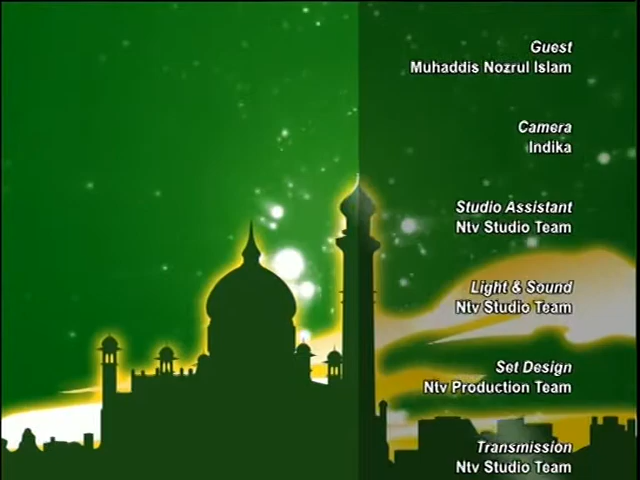 Guest
Muhaddis Nozrul Islam
Camera
Indika
Studio Assistant
Ntv Studio Team
Light & Sound
Ntv Studio Team
Set Design
Ntv Production Team
Transmission
Ntv Studio Team